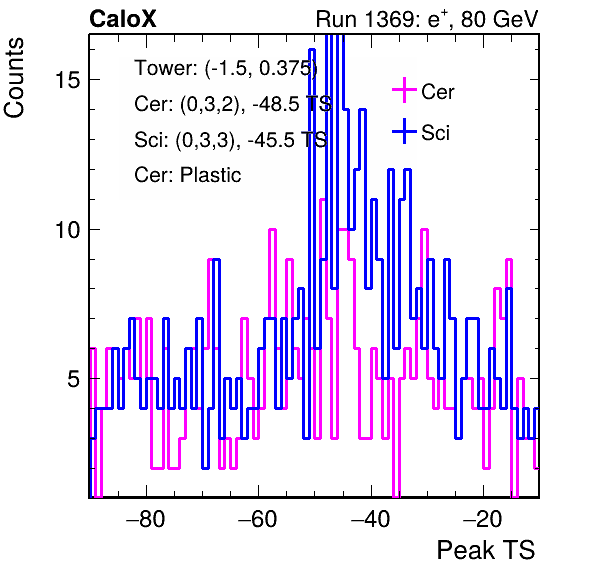 CaloX Run 1369: e+, 80 GeV
Counts
15
10
5
Tower: (-1.5, 0.375)
Cer: (0,3,2), -48.5 TS
Sci: (0,3,3), -45.5 TS
Cer: Plastic
Cer
Sci
−80 −60 −40 −20
Peak TS